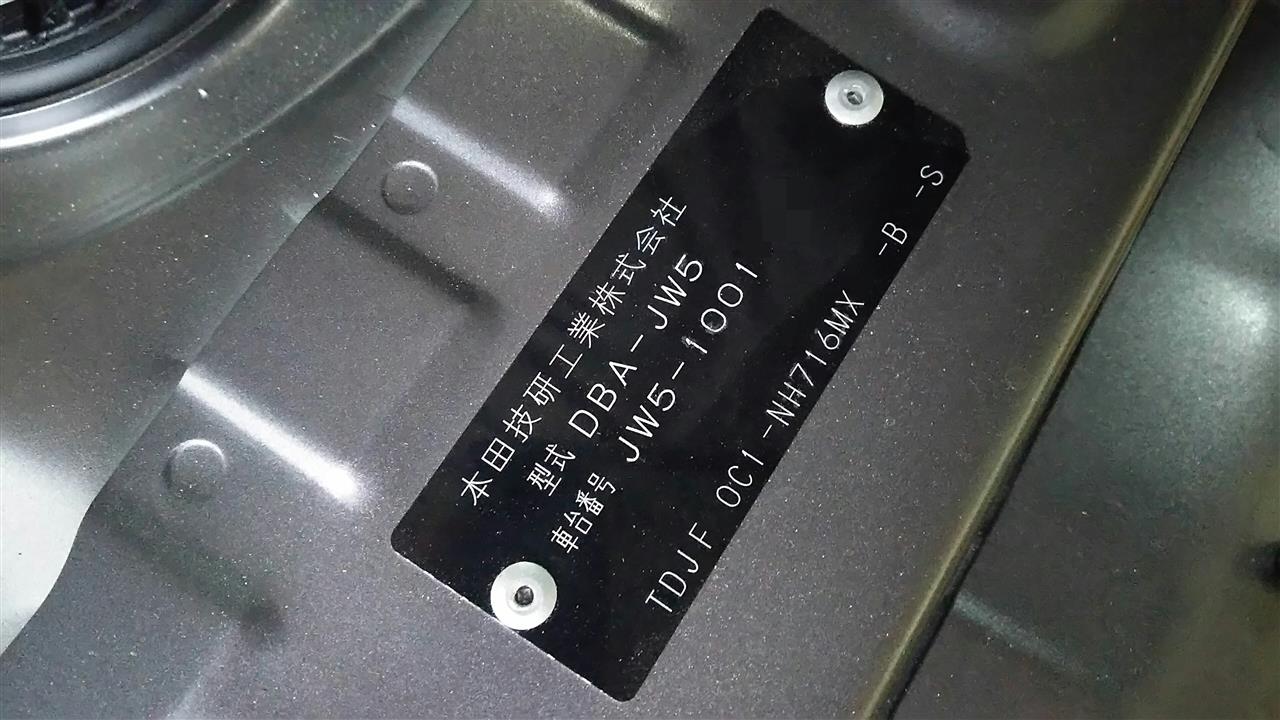 本田技研工業株式会社
型式 DBA-JW5
車台番号 JW5-1001
TDJF 0C1-NH716MX -B -S